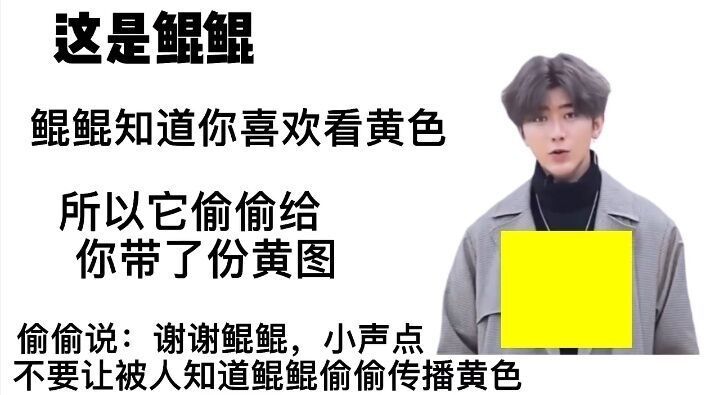 这是鲲鲲
鲲鲲知道你喜欢看黄色
所以它偷偷给
你带了份黄图
偷偷说：谢谢鲲鲲，小声点
不要让被人知道鲲鲲偷偷传播黄色